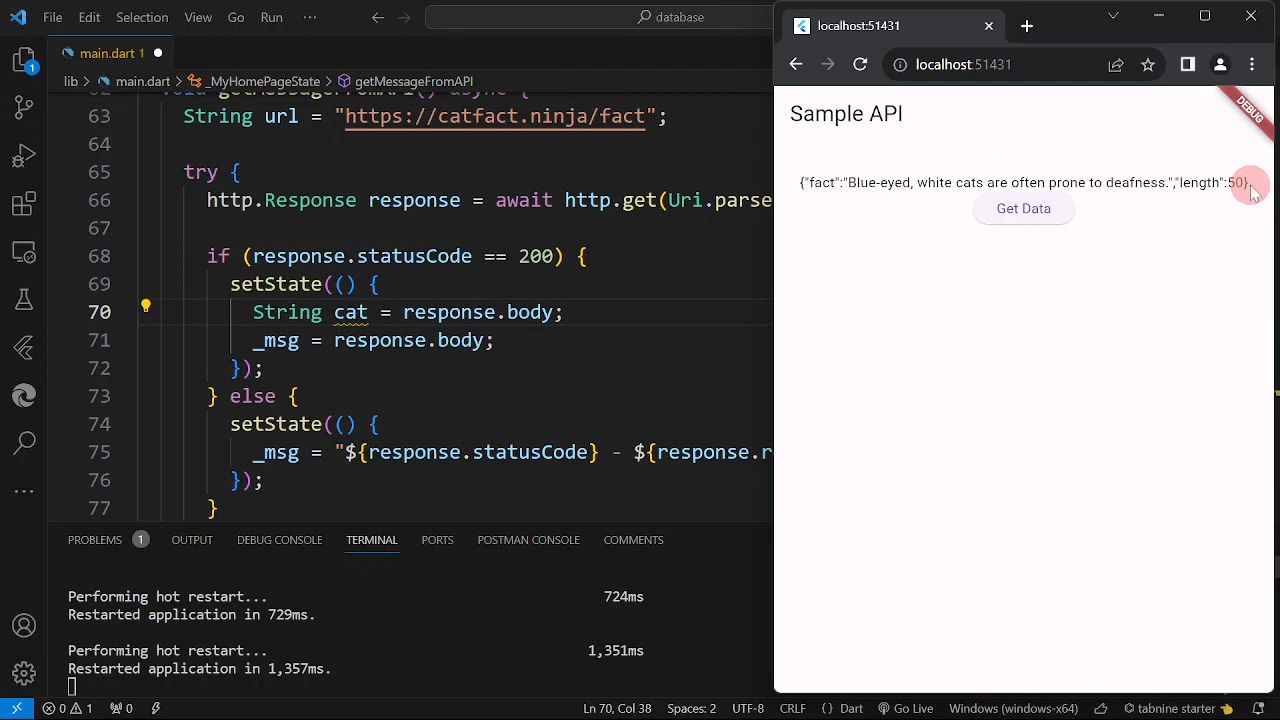 File Edit Selection View Go Run ··· database
main.dart 1
lib main.dart _MyHomePageState getMessageFromAPI
63 String url = "https://catfact.ninja/fact";
64
65 try {
66 http.Response response = await http.get(Uri.parse
67
68 if (response.statusCode == 200) {
69 setState(() {
70 String cat = response.body;
71 _msg = response.body;
72 });
73 } else {
74 setState(() {
75 _msg = "${response.statusCode} - ${response.r
76 });
77 }
PROBLEMS 1 OUTPUT DEBUG CONSOLE TERMINAL PORTS POSTMAN CONSOLE COMMENTS
Performing hot restart... 724ms
Restarted application in 729ms.
Performing hot restart... 1,351ms
Restarted application in 1,357ms.
0 1 0 Ln 70, Col 38 Spaces: 2 UTF-8 CRLF {} Dart Go Live Windows (windows-x64) tabnine starter
1
localhost:51431
localhost:51431
Sample API
DEBUG
{"fact":"Blue-eyed, white cats are often prone to deafness.","length":50}
Get Data